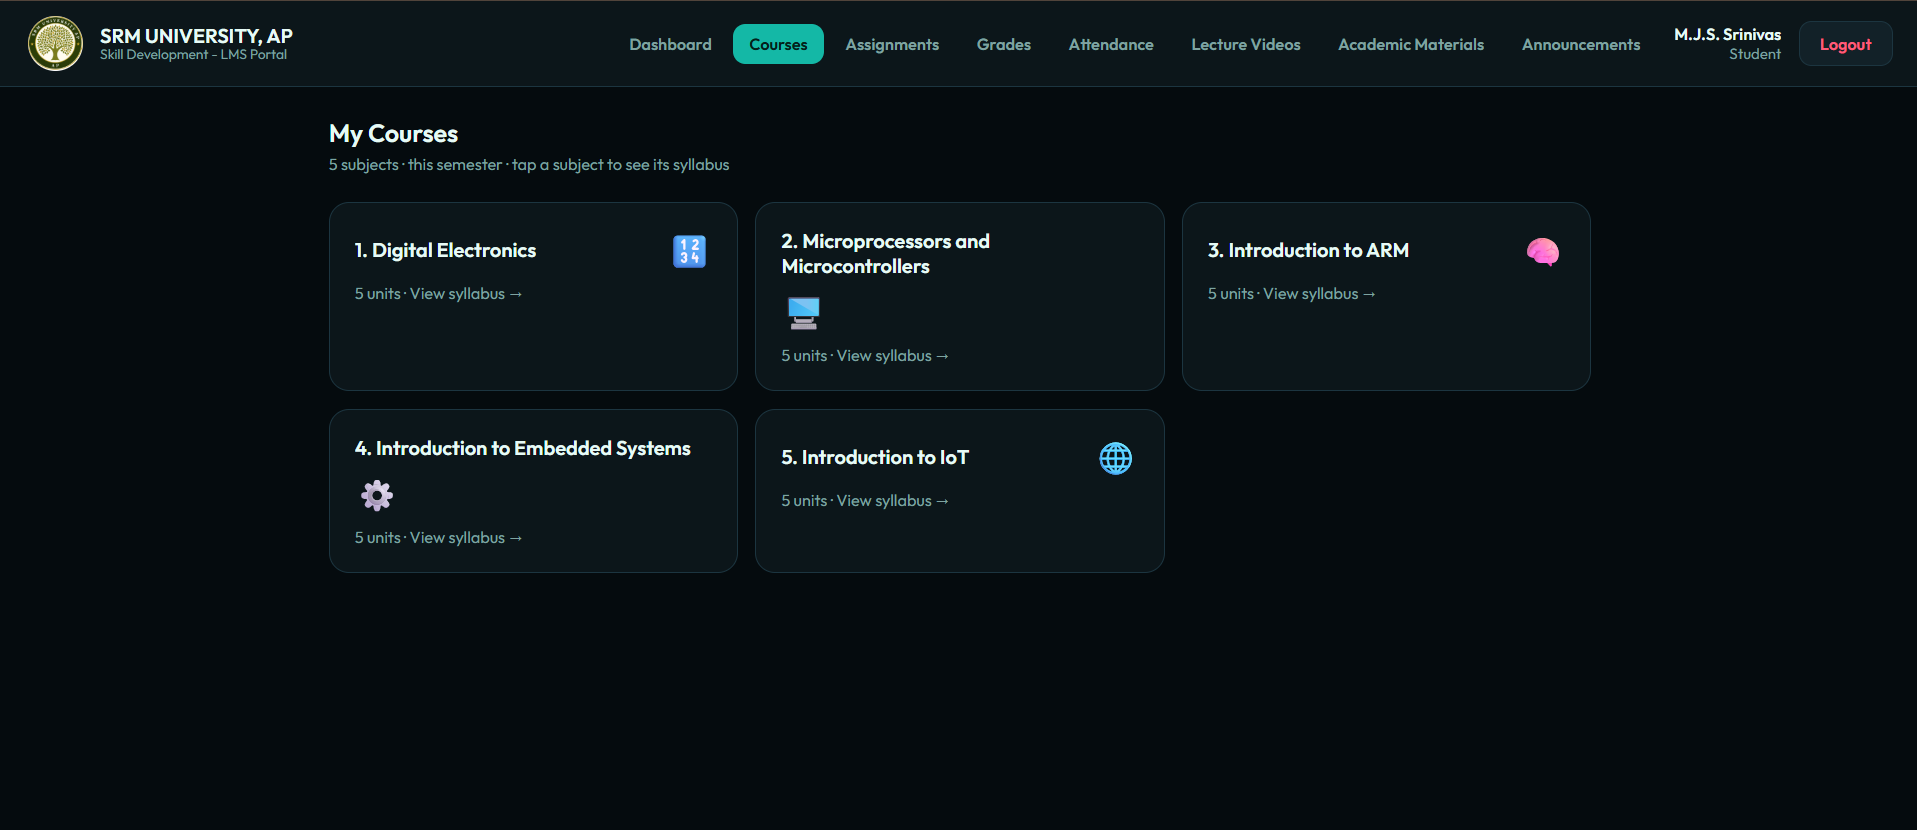 SRM UNIVERSITY, AP
Skill Development - LMS Portal
Dashboard
Courses
Assignments
Grades
Attendance
Lecture Videos
Academic Materials
Announcements
M.J.S. Srinivas
Student
Logout
My Courses
5 subjects · this semester · tap a subject to see its syllabus
1. Digital Electronics
1 2
3 4
5 units · View syllabus →
2. Microprocessors and
Microcontrollers
5 units · View syllabus →
3. Introduction to ARM
5 units · View syllabus →
4. Introduction to Embedded Systems
5 units · View syllabus →
5. Introduction to IoT
5 units · View syllabus →